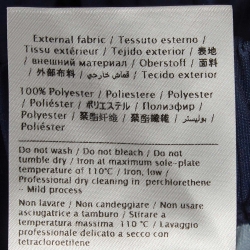 External fabric / Tessuto esterno /
Tissu extérieur / Tejido exterior / 表地
/ внешний материал / Oberstoff / 面料
/ 外部布料 / قماش خارجي / Tecido exterior
100% Polyester / Poliestere / Polyester /
Poliéster / ポリエステル / Полиэфир /
Polyester / 聚酯纤维 / 聚酯纖維 / بوليستر /
Poliéster
Do not wash / Do not bleach / Do not
tumble dry / Iron at maximum sole-plate
temperature of 110°C / Iron, low /
Professional dry cleaning in perchlorethene
– Mild process
Non lavare / Non candeggiare / Non usare
asciugatrice a tamburo / Stirare a
temperatura massima 110 °C / Lavaggio
professionale delicato a secco con
tetracloroetilene